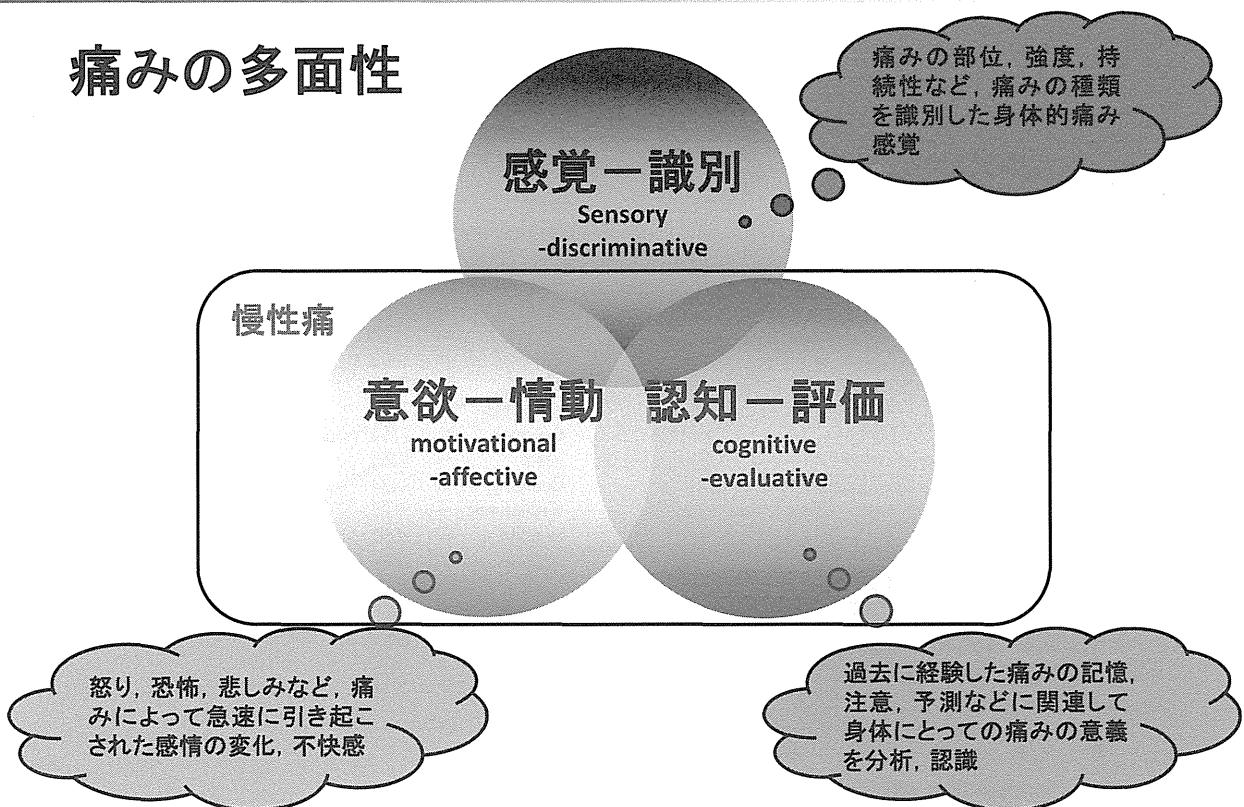 痛みの多面性
痛みの部位, 強度, 持
続性など, 痛みの種類
を識別した身体的痛み
感覚
感覚ー識別
Sensory
-discriminative
慢性痛
意欲ー情動
motivational
-affective
認知ー評価
cognitive
-evaluative
怒り, 恐怖, 悲しみなど, 痛
みによって急速に引き起こ
された感情の変化, 不快感
過去に経験した痛みの記憶,
注意, 予測などに関連して
身体にとっての痛みの意義
を分析, 認識